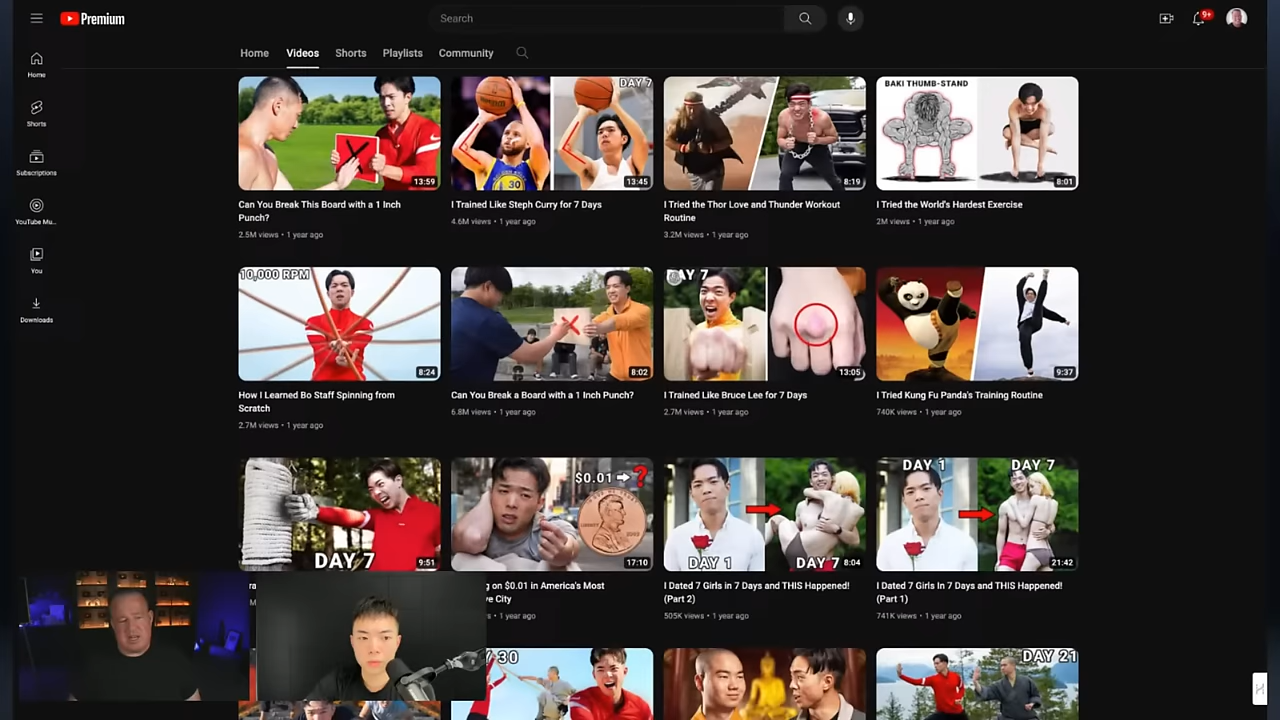 Premium
Search
9+
Home
Videos
Shorts
Playlists
Community
Home
Shorts
Subscriptions
YouTube Mu...
You
Downloads
13:59
Can You Break This Board with a 1 Inch
Punch?
2.5M views • 1 year ago
DAY 7
30
13:45
I Trained Like Steph Curry for 7 Days
4.6M views • 1 year ago
8:19
I Tried the Thor Love and Thunder Workout
Routine
3.2M views • 1 year ago
BAKI THUMB-STAND
8:01
I Tried the World's Hardest Exercise
2M views • 1 year ago
10,000 RPM
8:24
How I Learned Bo Staff Spinning from
Scratch
2.7M views • 1 year ago
8:02
Can You Break a Board with a 1 Inch Punch?
6.8M views • 1 year ago
DAY 7
13:05
I Trained Like Bruce Lee for 7 Days
2.7M views • 1 year ago
9:37
I Tried Kung Fu Panda's Training Routine
740K views • 1 year ago
DAY 7
9:51
$0.01
?
17:10
on $0.01 in America's Most
City
1 year ago
DAY 1
DAY 7
8:04
I Dated 7 Girls in 7 Days and THIS Happened!
(Part 2)
505K views • 1 year ago
DAY 1
DAY 7
21:42
I Dated 7 Girls In 7 Days and THIS Happened!
(Part 1)
741K views • 1 year ago
30
DAY 21